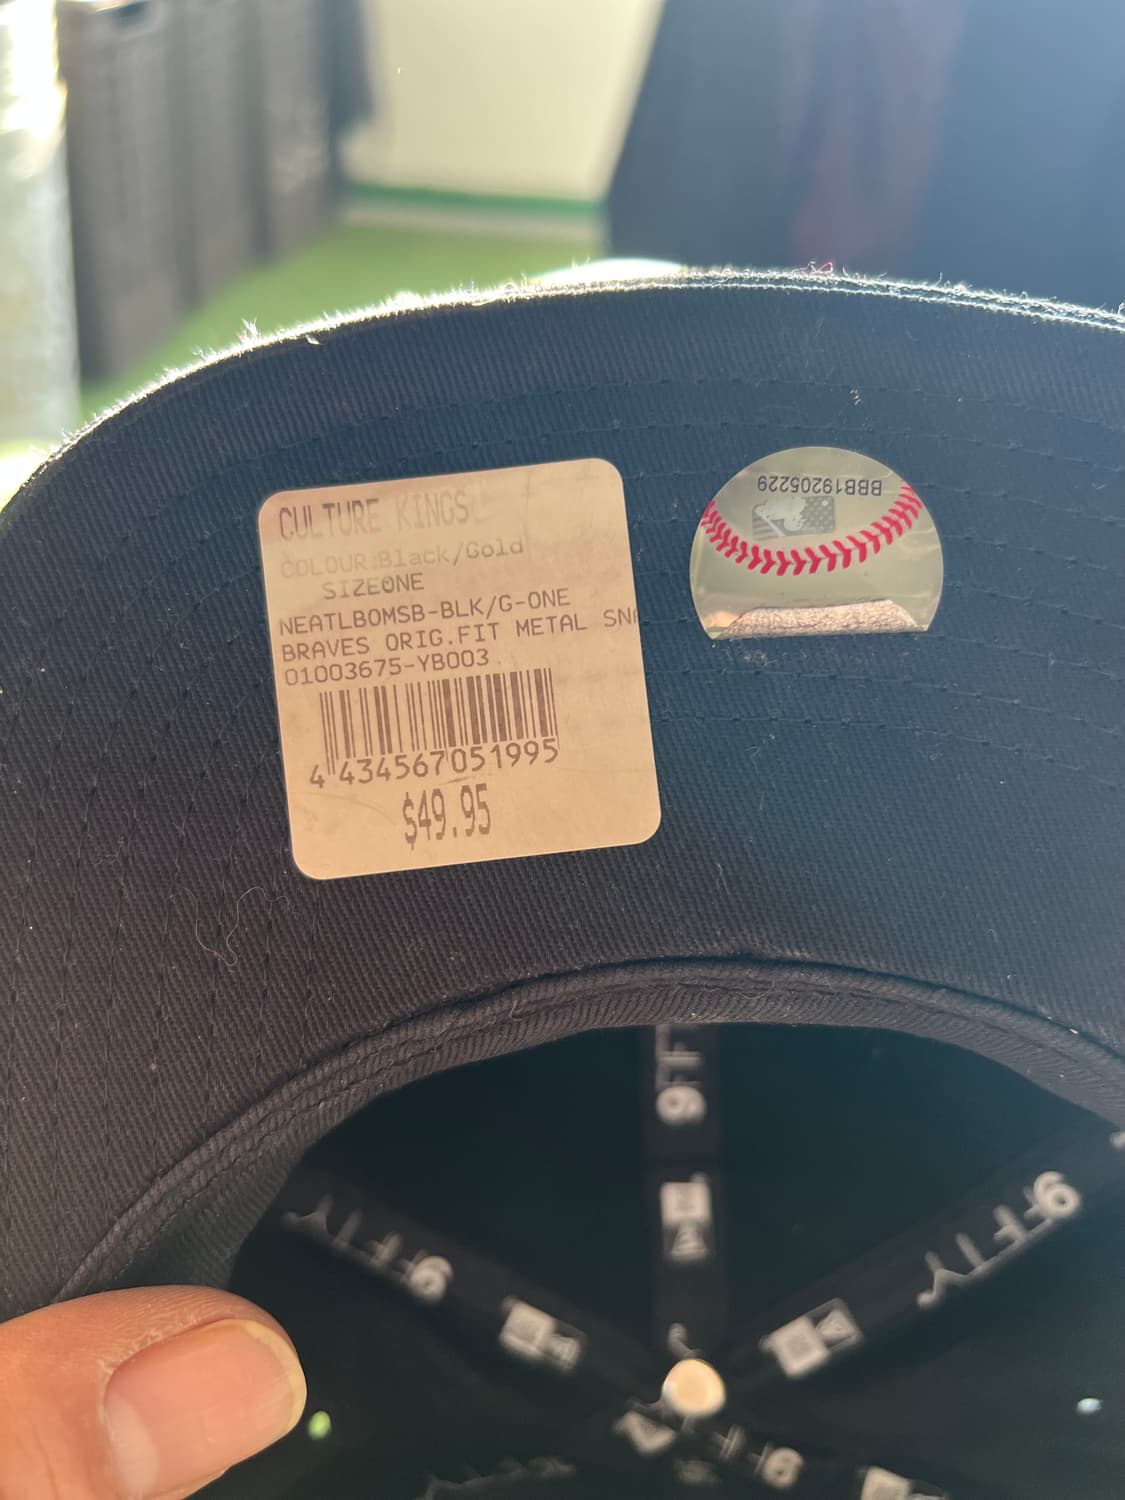 CULTURE KINGS
COLOUR:Black/Gold
SIZEONE
NEATLBOMSB-BLK/G-ONE
BRAVES ORIG.FIT METAL SN
01003675-YB003
4 434567 051995
$49.95
BBB19205229
9FIFTY
9FIFTY
9FIFTY